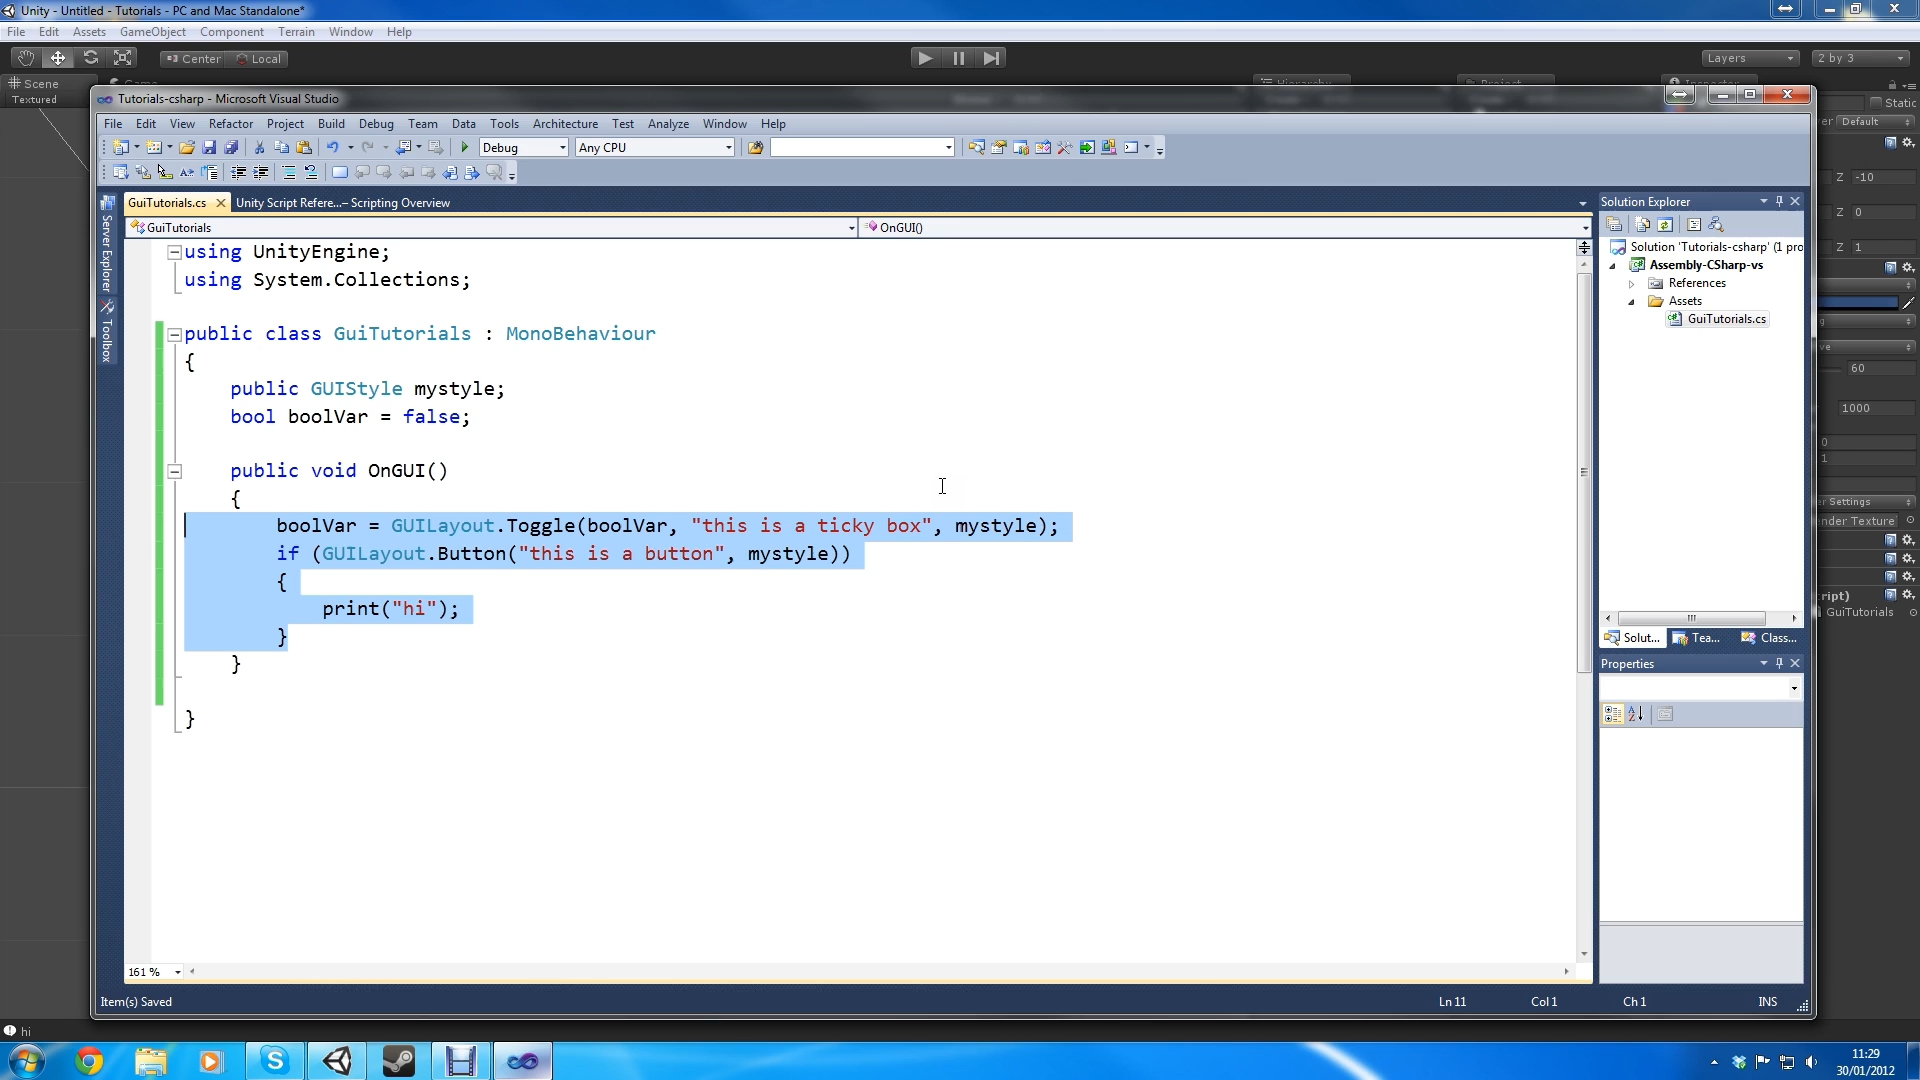 Unity - Untitled - Tutorials - PC and Mac Standalone*
File Edit Assets GameObject Component Terrain Window Help
Center Local Layers 2 by 3
Scene
Textured
Static
Default
Tutorials-csharp - Microsoft Visual Studio
File Edit View Refactor Project Build Debug Team Data Tools Architecture Test Analyze Window Help
Debug Any CPU
GuiTutorials.cs Unity Script Refere...– Scripting Overview
GuiTutorials OnGUI()
Server Explorer
Toolbox
using UnityEngine;
using System.Collections;
public class GuiTutorials : MonoBehaviour
{
public GUIStyle mystyle;
bool boolVar = false;
public void OnGUI()
{
boolVar = GUILayout.Toggle(boolVar, "this is a ticky box", mystyle);
if (GUILayout.Button("this is a button", mystyle))
{
print("hi");
}
}
}
161 %
Solution Explorer
Solution 'Tutorials-csharp' (1 pro
Assembly-CSharp-vs
References
Assets
GuiTutorials.cs
Solut... Tea... Class...
Properties
Z -10
Z 0
Z 1
60
1000
0
1
er Settings
ender Texture
ript) GuiTutorials
Item(s) Saved Ln 11 Col 1 Ch 1 INS
hi
11:29
30/01/2012